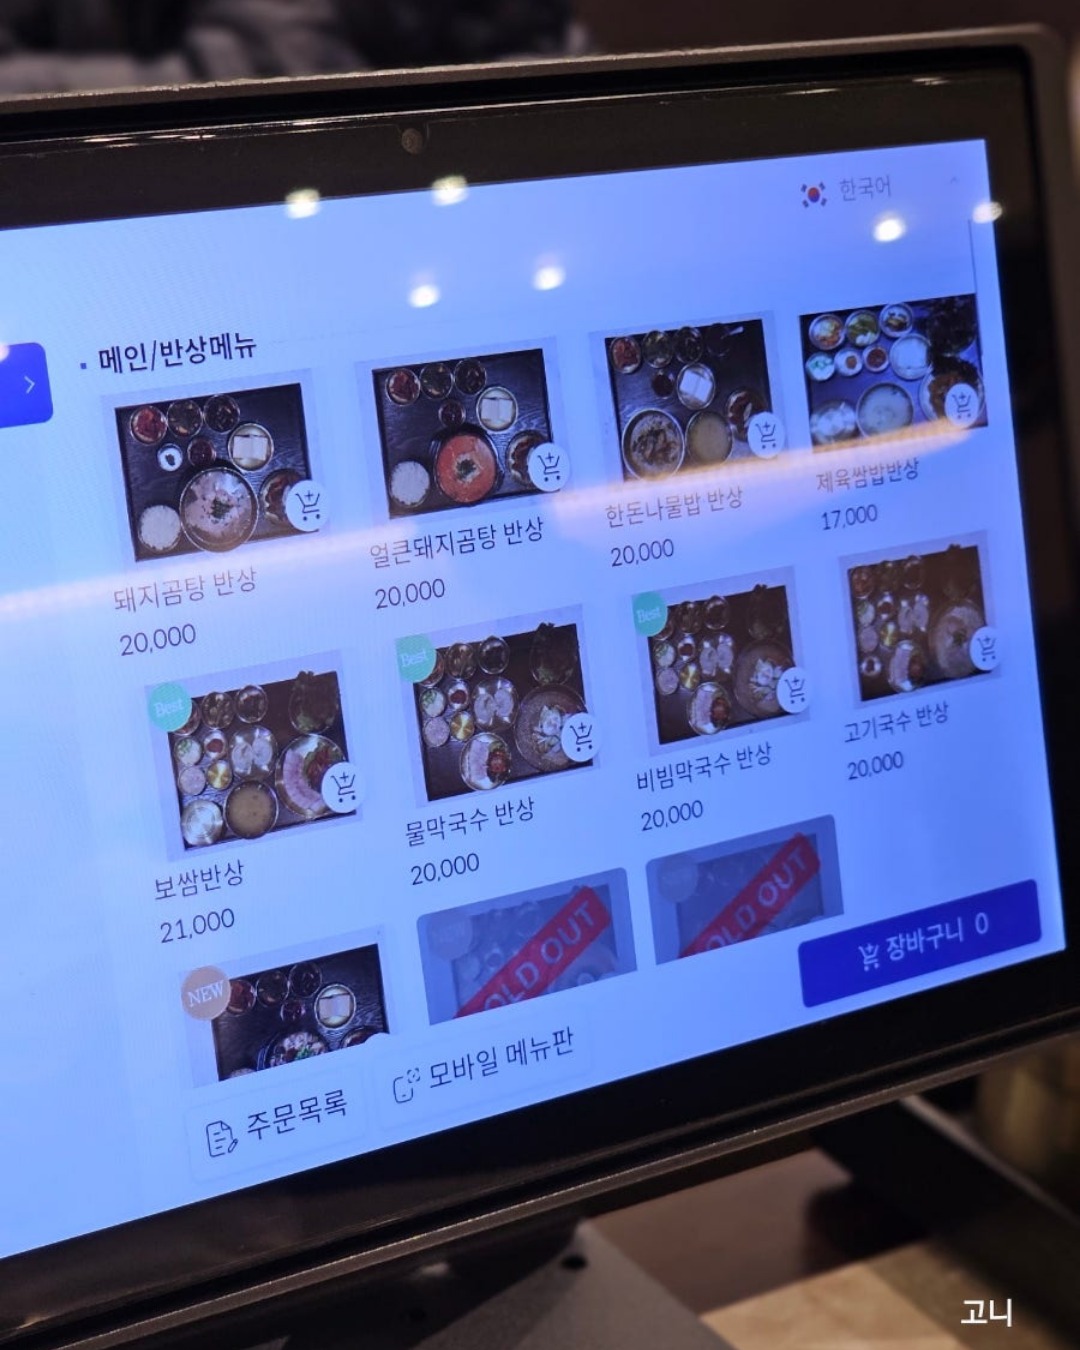 한국어
메인/반상메뉴
돼지곰탕 반상
20,000
얼큰돼지곰탕 반상
20,000
한돈나물밥 반상
20,000
제육쌈밥반상
17,000
Best
보쌈반상
21,000
Best
물막국수 반상
20,000
Best
비빔막국수 반상
20,000
고기국수 반상
20,000
NEW
OLD OUT
OLD OUT
장바구니 0
주문목록
모바일 메뉴판
고니